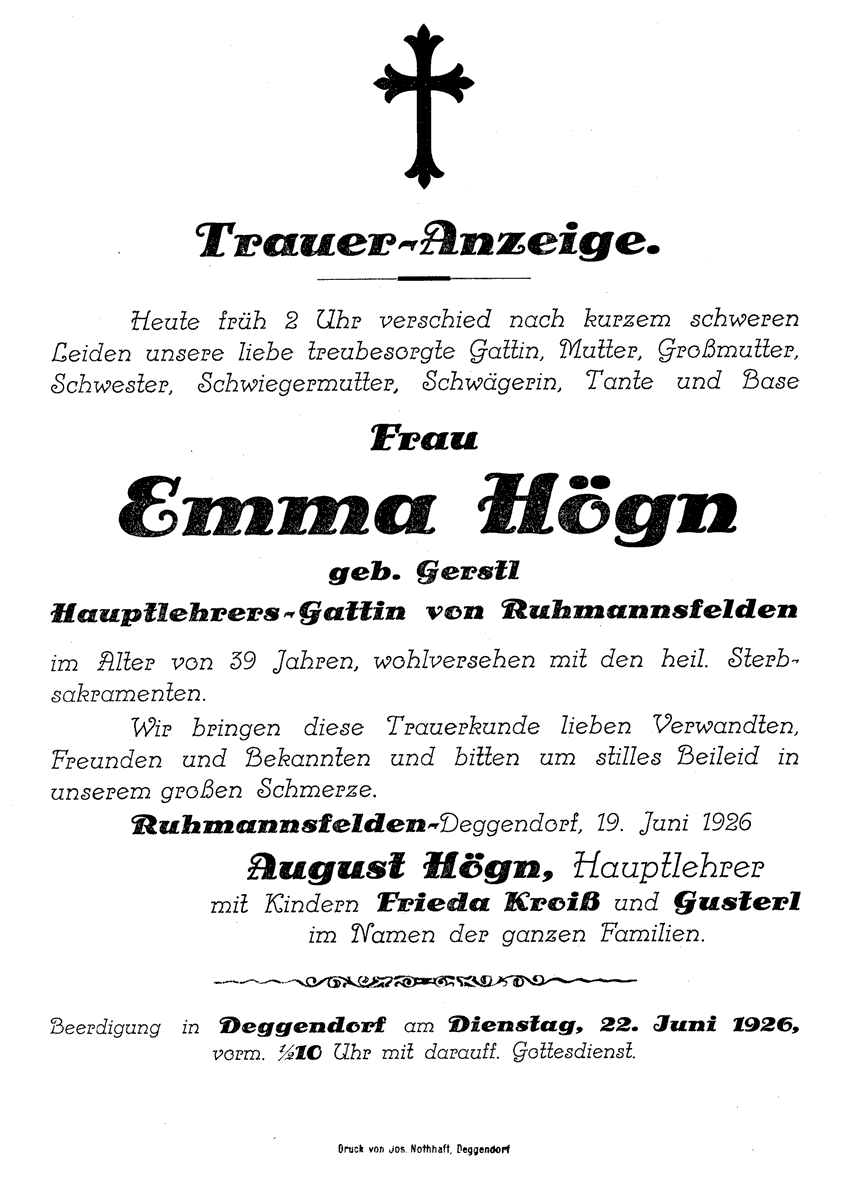 Trauer-Anzeige.
Heute früh 2 Uhr verschied nach kurzem schweren
Leiden unsere liebe treubesorgte Gattin, Mutter, Großmutter,
Schwester, Schwiegermutter, Schwägerin, Tante und Base
Frau
Emma Högn
geb. Gerstl
Hauptlehrers-Gattin von Ruhmannsfelden
im Alter von 39 Jahren, wohlversehen mit den heil. Sterb-
sakramenten.
Wir bringen diese Trauerkunde lieben Verwandten,
Freunden und Bekannten und bitten um stilles Beileid in
unserem großen Schmerze.
Ruhmannsfelden-Deggendorf, 19. Juni 1926
August Högn, Hauptlehrer
mit Kindern Frieda Kroiß und Gusterl
im Namen der ganzen Familien.
Beerdigung in Deggendorf am Dienstag, 22. Juni 1926,
vorm. ½10 Uhr mit darauff. Gottesdienst.
Druck von Jos. Nothhaft, Deggendorf